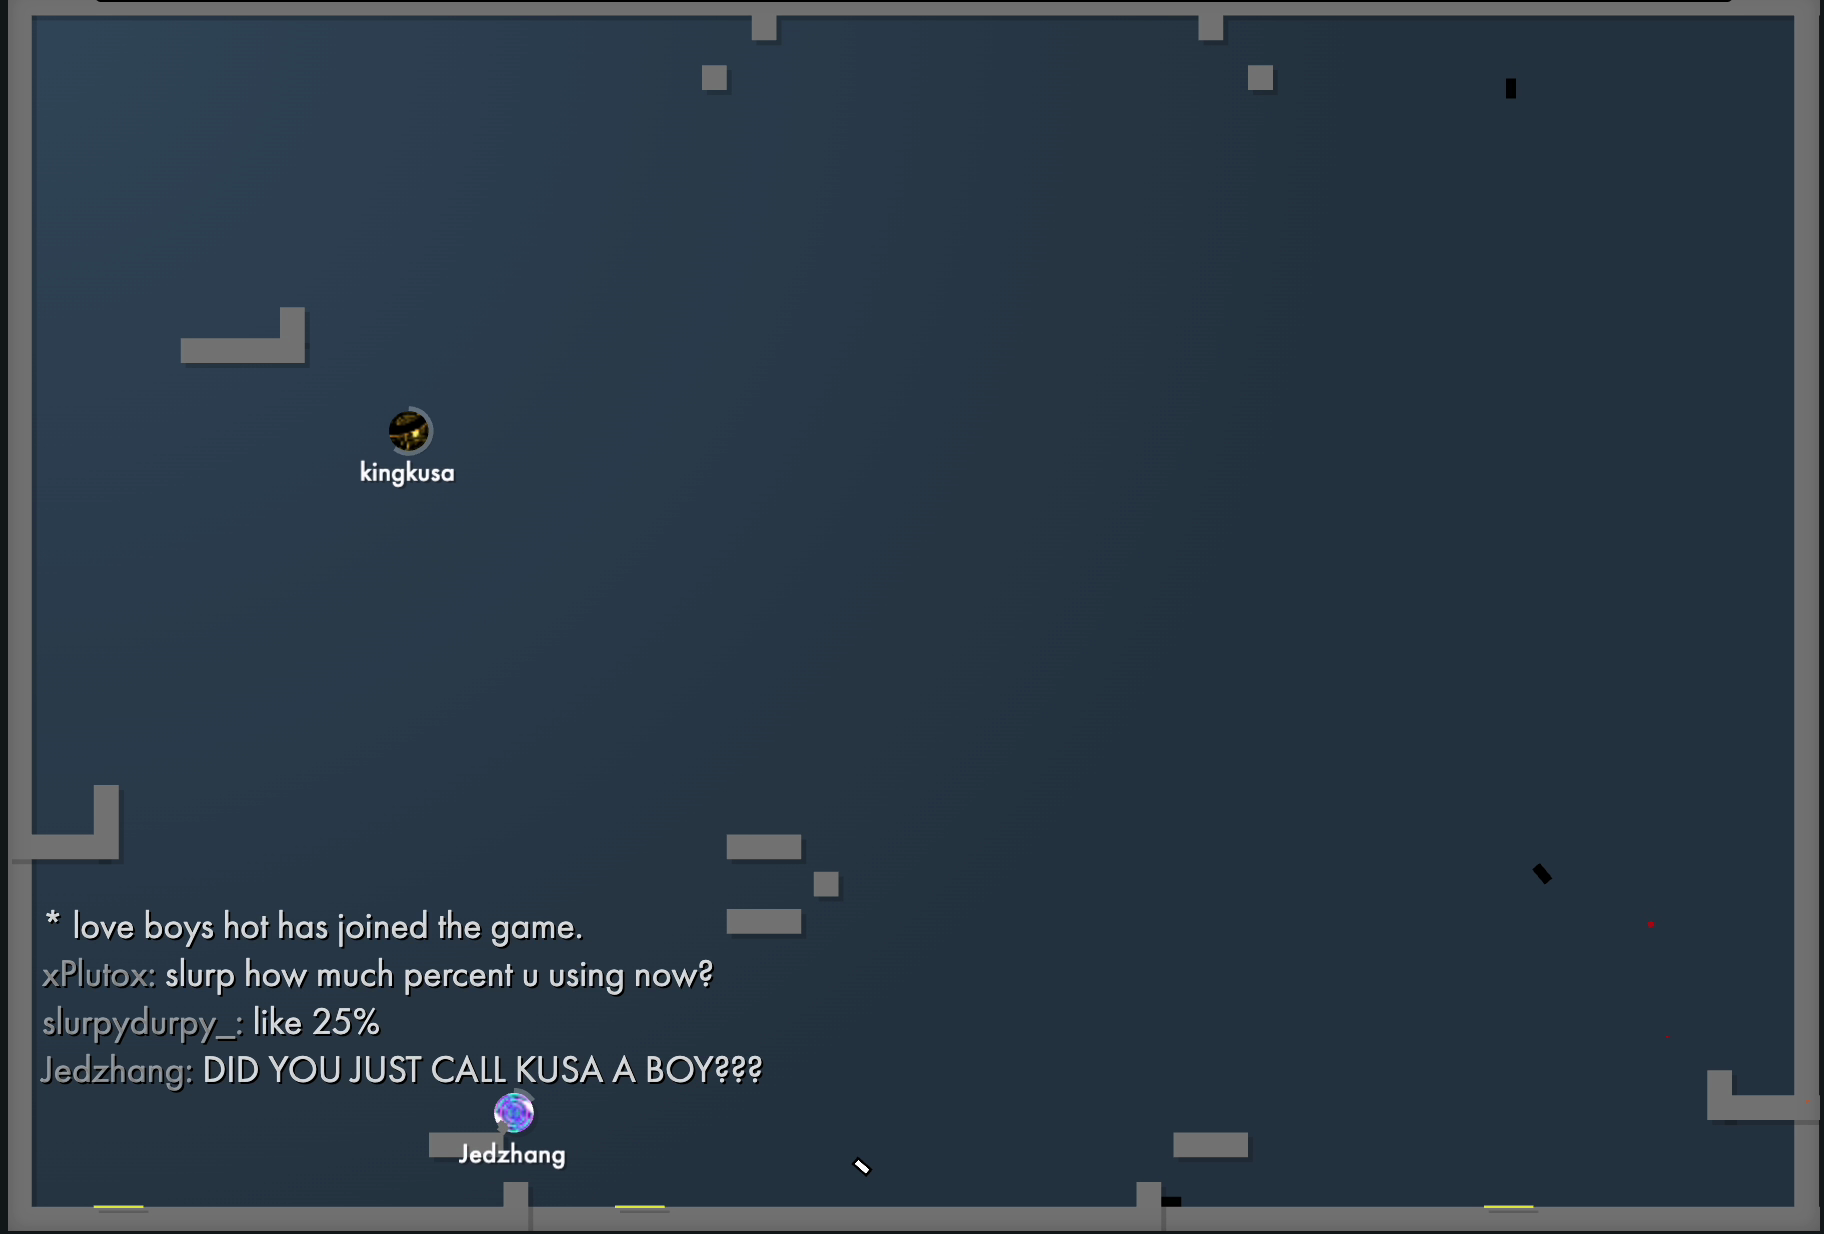 kingkusa
* love boys hot has joined the game.
xPlutox: slurp how much percent u using now?
slurpydurpy_: like 25%
Jedzhang: DID YOU JUST CALL KUSA A BOY???
Jedzhang